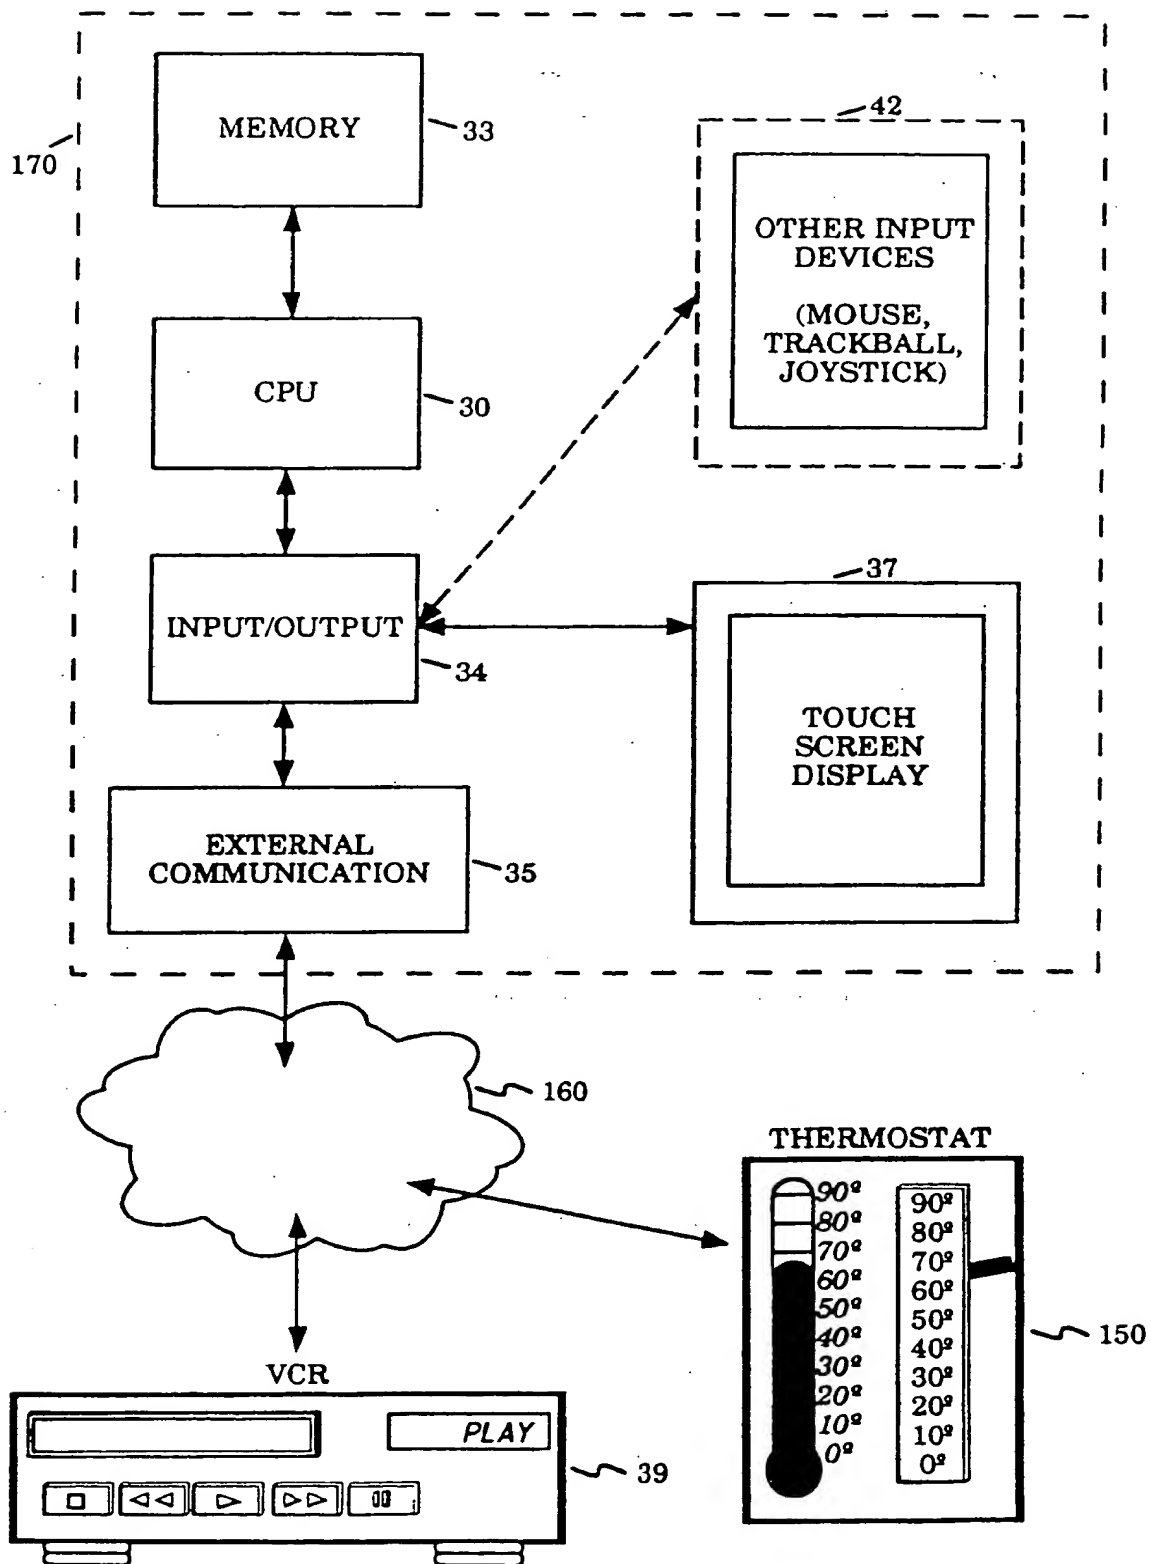 MEMORY
33
42
170
OTHER INPUT
DEVICES
(MOUSE,
TRACKBALL,
JOYSTICK)
CPU
30
37
INPUT/OUTPUT
34
TOUCH
SCREEN
DISPLAY
EXTERNAL
COMMUNICATION
35
160
THERMOSTAT
90º
80º
70º
60º
50º
40º
30º
20º
10º
0º
90º
80º
70º
60º
50º
40º
30º
20º
10º
0º
150
VCR
PLAY
39